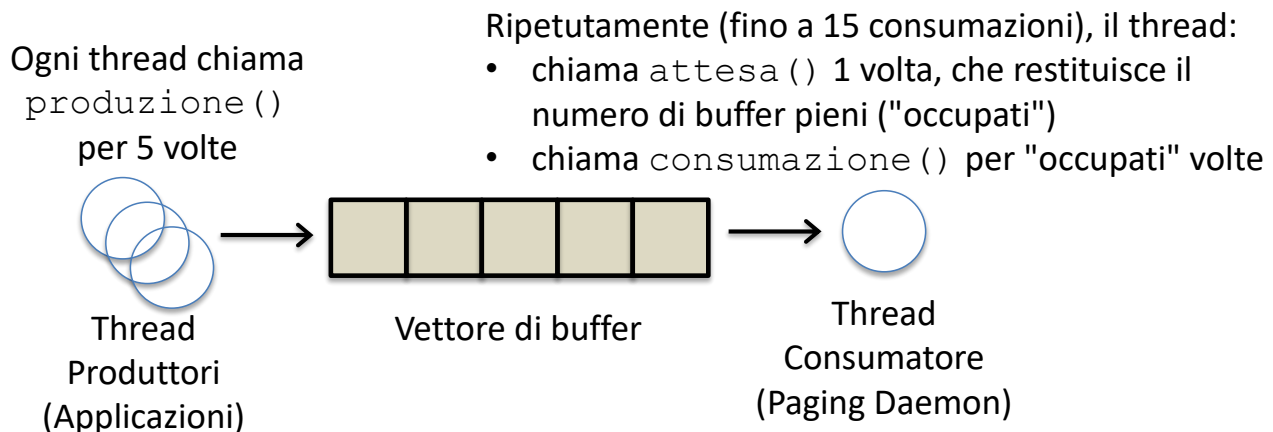 Ogni thread chiama
produzione()
per 5 volte
Ripetutamente (fino a 15 consumazioni), il thread:
• chiama attesa() 1 volta, che restituisce il
numero di buffer pieni ("occupati")
• chiama consumazione() per "occupati" volte
Thread
Produttori
(Applicazioni)
Vettore di buffer
Thread
Consumatore
(Paging Daemon)